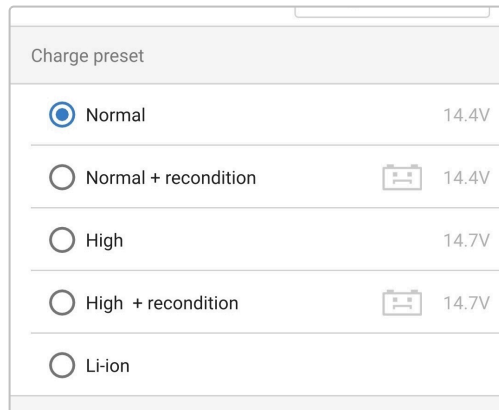 Charge preset
Normal 14.4V
Normal + recondition 14.4V
High 14.7V
High + recondition 14.7V
Li-ion